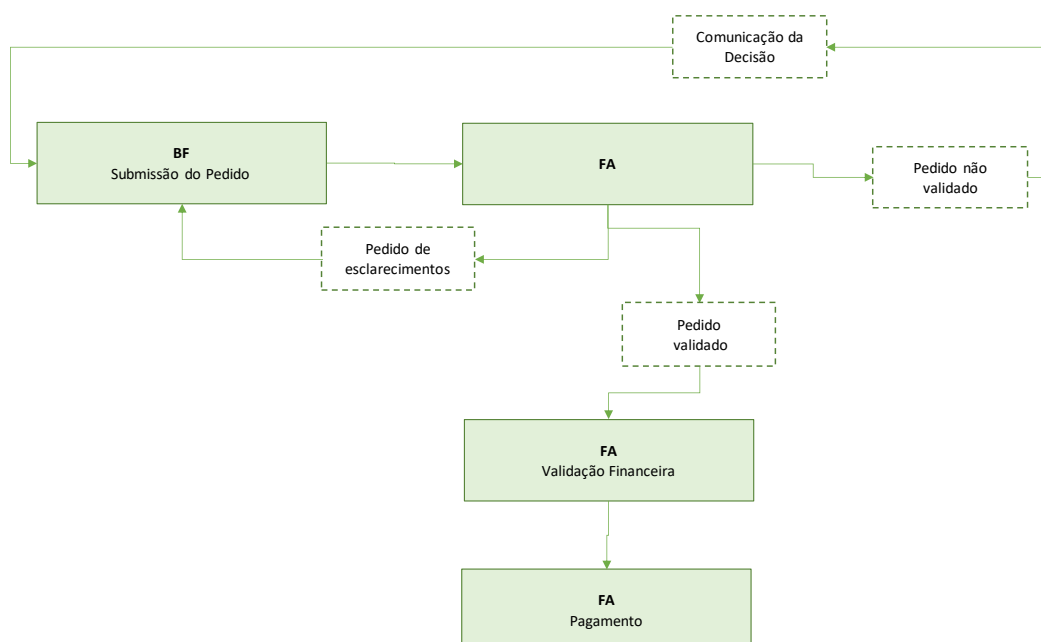 Comunicação da
Decisão
BF
Submissão do Pedido
FA
Pedido não
validado
Pedido de
esclarecimentos
Pedido
validado
FA
Validação Financeira
FA
Pagamento